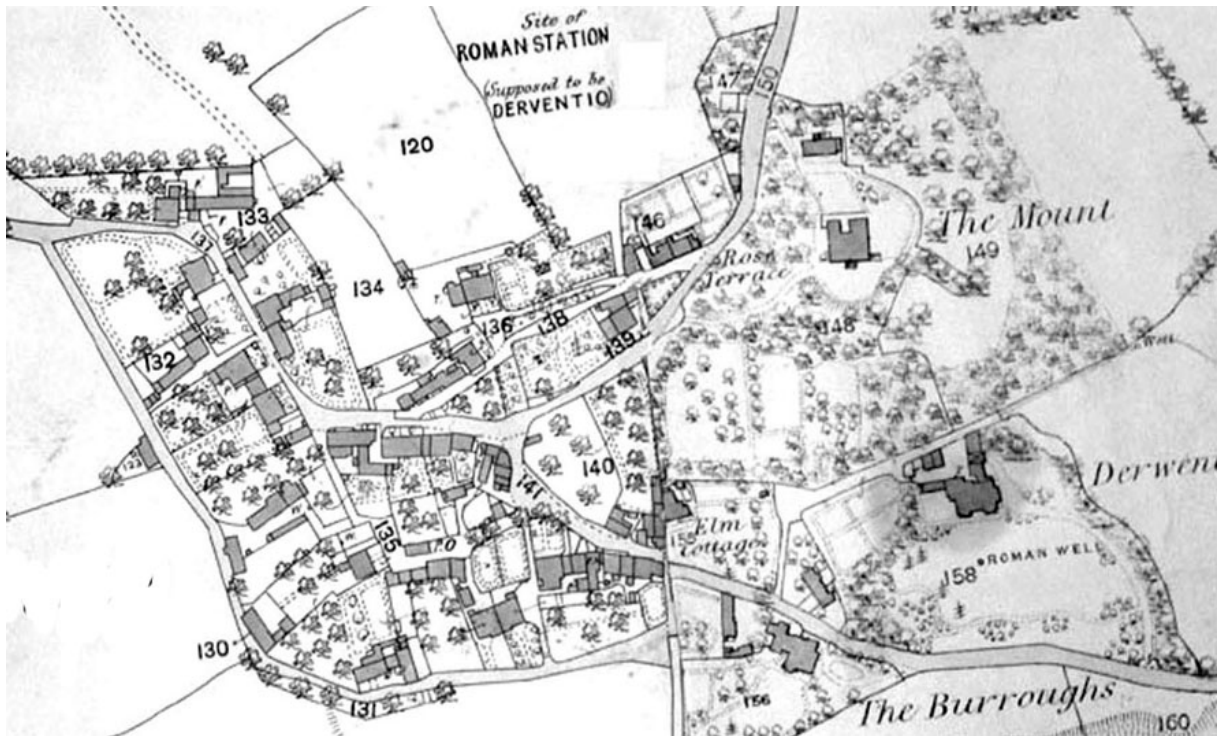 Site of
ROMAN STATION
(Supposed to be
DERVENTIO)
147
150
120
133
134
146
Rose
Terrace
The Mount
149
136
138
139
148
132
140
141
Derwent
Elm
Cottage
135
P.O
158
ROMAN WELL
130
131
156
The Burroughs
160